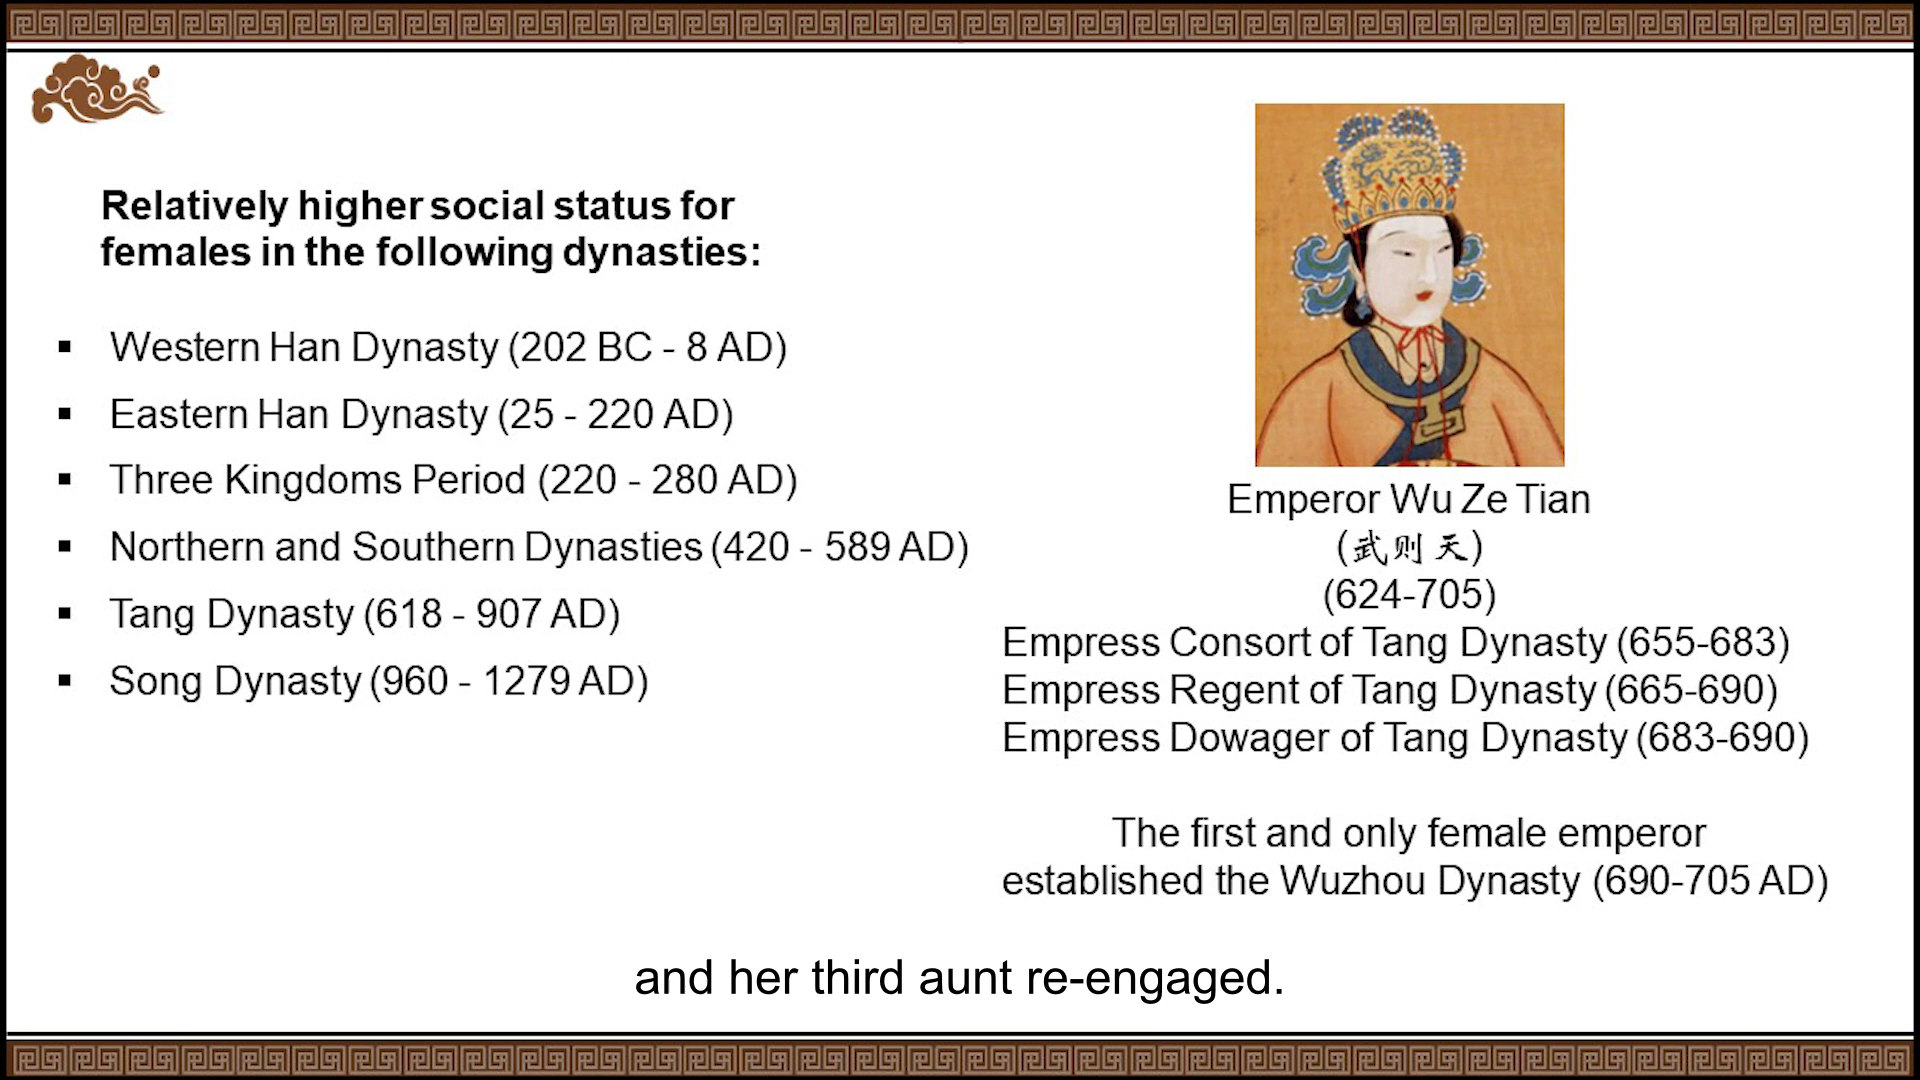 Relatively higher social status for
females in the following dynasties:
▪ Western Han Dynasty (202 BC - 8 AD)
▪ Eastern Han Dynasty (25 - 220 AD)
▪ Three Kingdoms Period (220 - 280 AD)
▪ Northern and Southern Dynasties (420 - 589 AD)
▪ Tang Dynasty (618 - 907 AD)
▪ Song Dynasty (960 - 1279 AD)
Emperor Wu Ze Tian
(武则天)
(624-705)
Empress Consort of Tang Dynasty (655-683)
Empress Regent of Tang Dynasty (665-690)
Empress Dowager of Tang Dynasty (683-690)
The first and only female emperor
established the Wuzhou Dynasty (690-705 AD)
and her third aunt re-engaged.